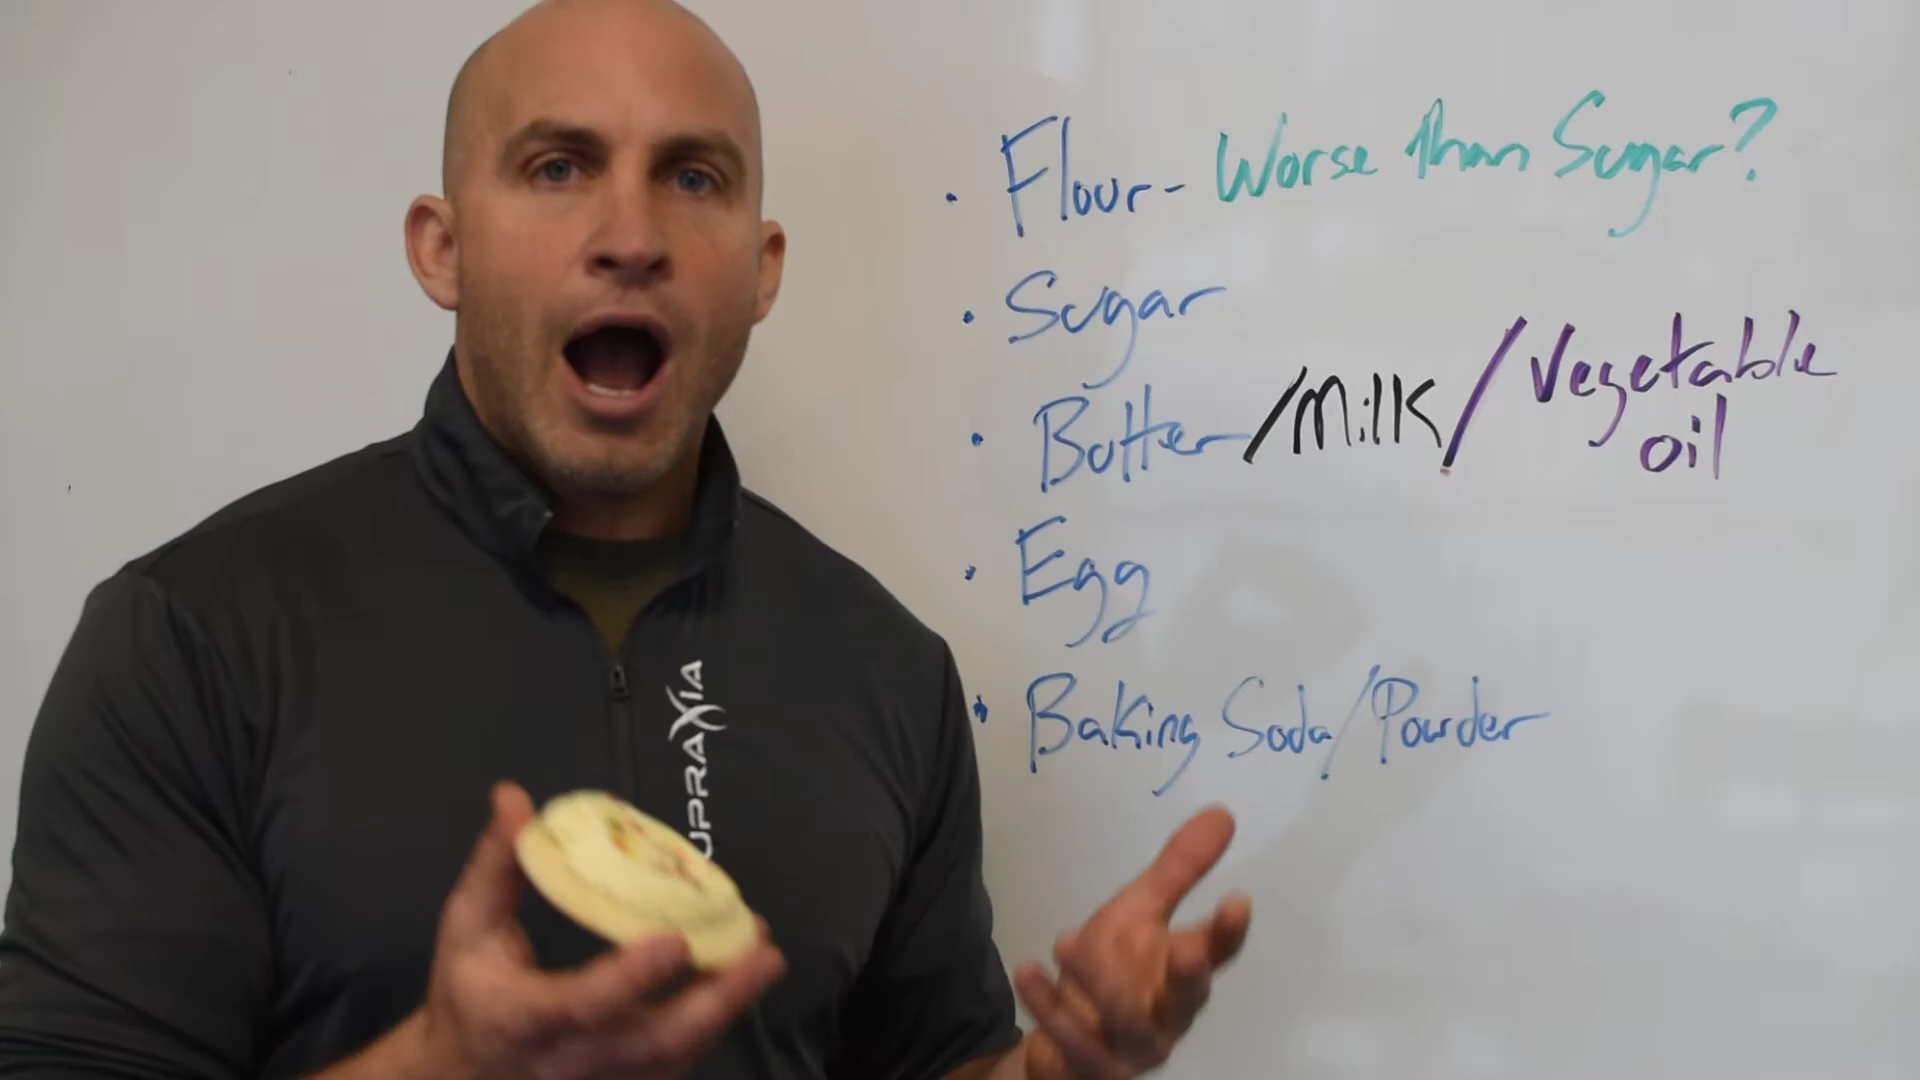 · Flour - Worse than Sugar?
· Sugar
· Butter/Milk/Vegetable
oil
· Egg
· Baking Soda/Powder
UPRAXIA